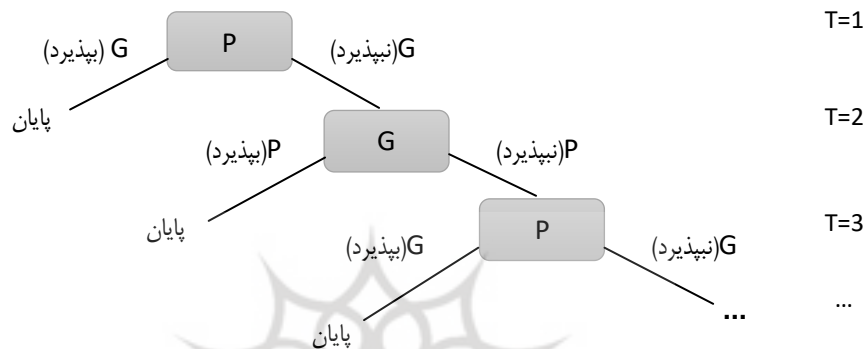 T=1
P
G (بپذیرد)
G(نپذیرد)
پایان
T=2
G
P(بپذیرد)
P(نپذیرد)
پایان
T=3
P
G(بپذیرد)
G(نپذیرد)
...
...
پایان